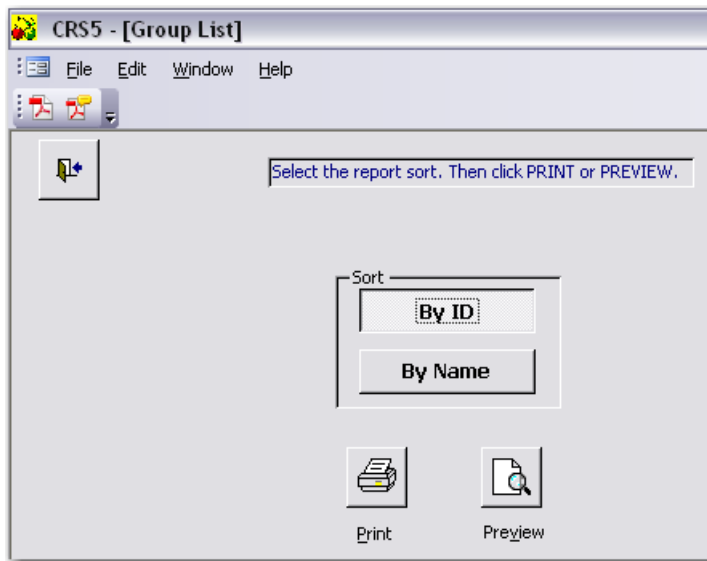 CRS5 - [Group List]
File Edit Window Help
Select the report sort. Then click PRINT or PREVIEW.
Sort
By ID
By Name
Print Preview